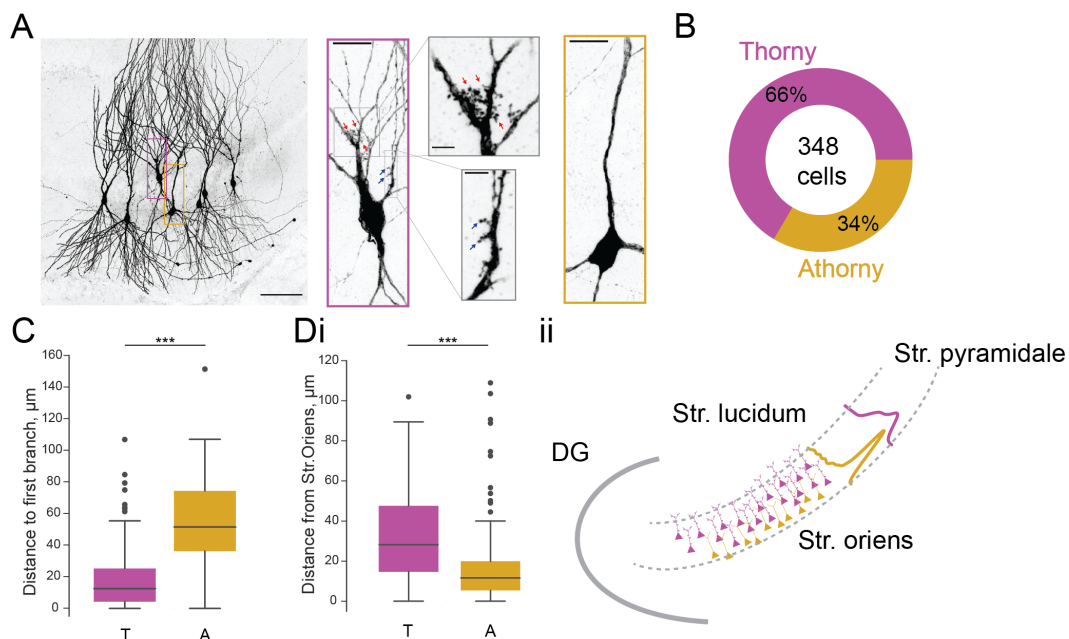 A
B
Thorny
66%
348
cells
34%
Athorny
C
***
Distance to first branch, µm
160
140
120
100
80
60
40
20
0
T
A
Di
***
Distance from Str.Oriens, µm
120
100
80
60
40
20
0
T
A
ii
Str. pyramidale
Str. lucidum
DG
Str. oriens